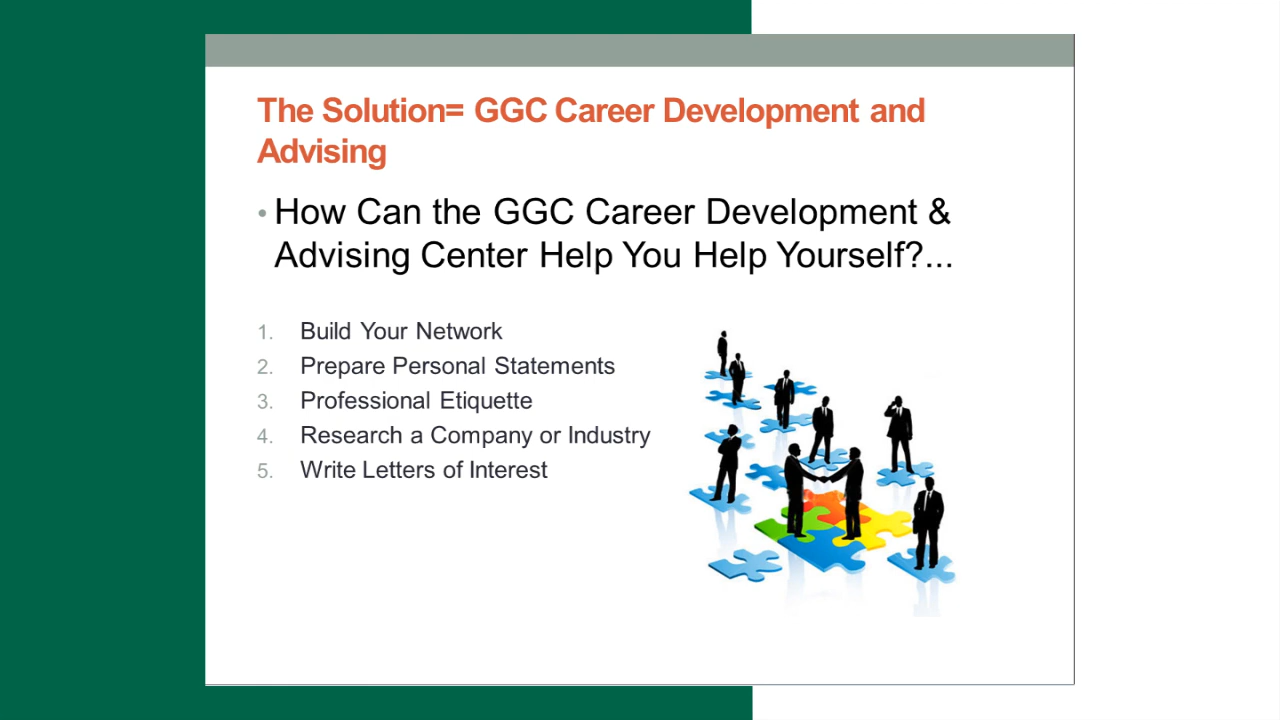 The Solution= GGC Career Development and
Advising
• How Can the GGC Career Development &
Advising Center Help You Help Yourself?...
1. Build Your Network
2. Prepare Personal Statements
3. Professional Etiquette
4. Research a Company or Industry
5. Write Letters of Interest